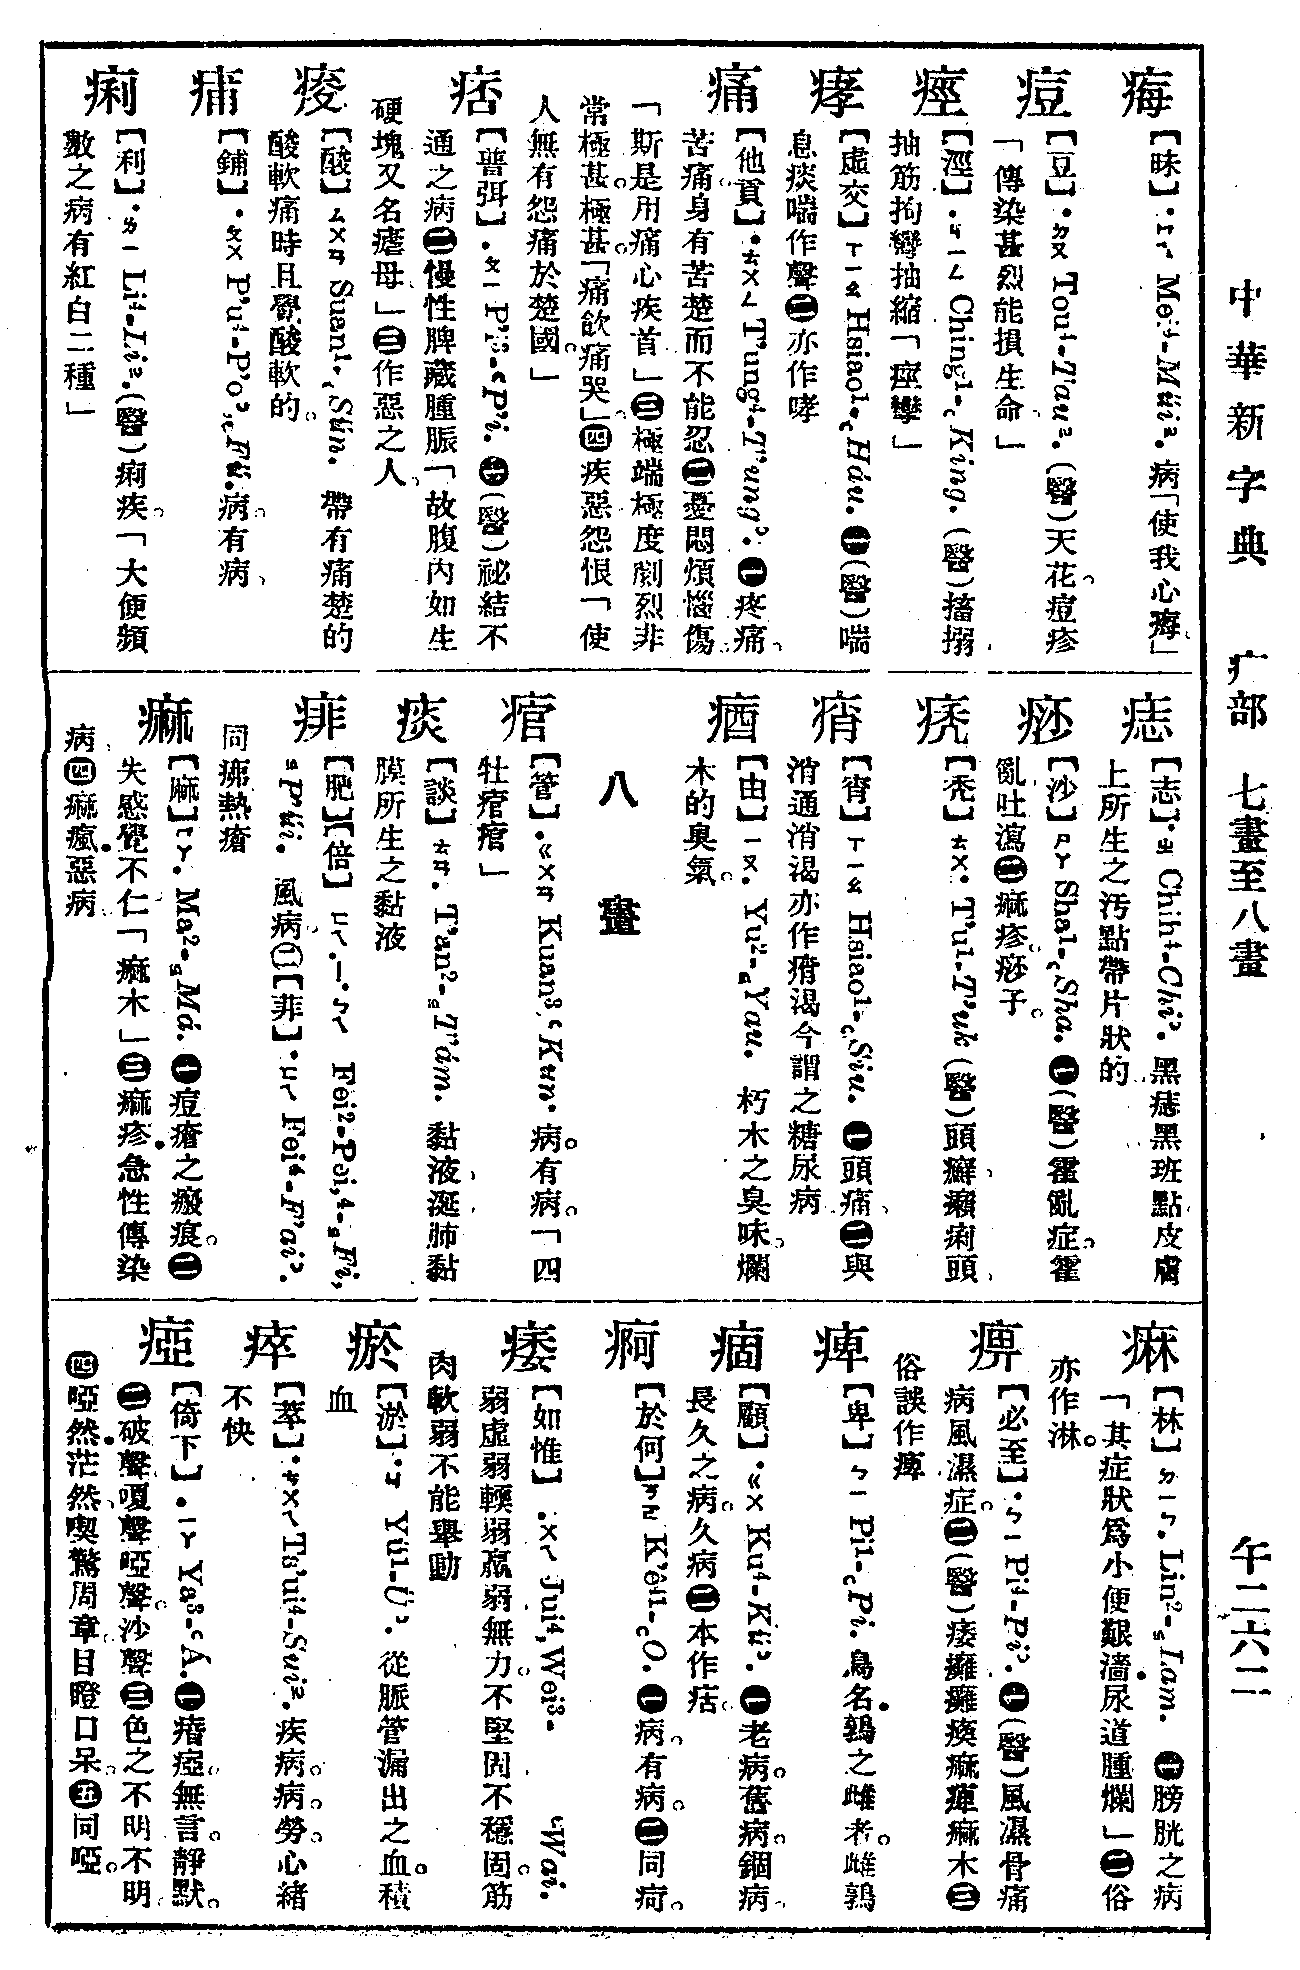 中華新字典　疒部　七畫至八畫　午二六二
痗
【昧】·ㄇㄟ Mei⁴-Múi². 病「使我心痗」
痘
【豆】·ㄉㄡ Tou⁴-Tau². (醫)天花。痘疹
「傳染甚烈能損生命」
痙
【涇】·ㄐㄧㄥ Ching¹-King. (醫)搐搦
抽筋拘彎抽縮「痙攣」
痚
【虛交】ㄒㄧㄠ Hsiao¹-Háu. ㊀(醫)喘
息痰喘作聲㊁亦作哮
痛
【他貢】·ㄊㄨㄥ T'ung⁴-T'ung. ㊀疼痛。
苦痛。身有苦楚而不能忍㊁憂悶煩惱傷
「斯是用痛心疾首」㊂極端極度劇烈非
常極甚。極甚。「痛飲痛哭」㊃疾惡怨恨「使
人無有怨痛於楚國。」
痞
【普弭】·ㄆㄧ P'i³-P'i. ㊀(醫)祕結不
通之病㊁慢性脾藏腫脹「故腹內如生
硬塊又名瘧母」㊂作惡之人。
痠
【酸】ㄙㄨㄢ Suan¹-Sün. 帶有痛楚的
酸軟痛時且覺酸軟的。
痡
【鋪】·ㄆㄨ P'u⁴-P'o, Fu. 病。有病。
痢
【利】·ㄌㄧ Li⁴-Li². (醫)痢疾。「大便頻
數之病有紅白二種」
痣
【志】·ㄓ Chih⁴-Chi. 黑痣黑班點皮膚
上所生之汚點帶片狀的
痧
【沙】ㄕㄚ Sha¹-Sha. ㊀(醫)霍亂症。霍
亂吐瀉㊁痲疹。痧子。
痜
【禿】ㄊㄨ. T'u¹-T'uk (醫)頭癬。癩痢頭。
痟
【宵】ㄒㄧㄠ Hsiao¹-Siu. ㊀頭痛。㊁與
消通消渴亦作痟渴今謂之糖尿病
㾞
【由】ㄧㄡ. Yu²-Yau. 朽木之臭味。爛
木的臭氣。
八　畫
痯
【管】·ㄍㄨㄢ Kuan³, Kun. 病。有病。「四
牡痯痯」
痰
【談】ㄊㄢ. T'an²-T'ám. 黏液。涎肺黏
膜所生之黏液
痱
【肥】【倍】ㄈㄟ. ㄧ·ㄅㄟ Fei²-Pei,⁴-Fi,
P'úi. 風病。㈠【菲】·ㄈㄟ Fei⁴-F'ai.
同疿熱瘡
痲
【麻】ㄇㄚ. Ma²-Má. ㊀痘瘡之瘢痕。㊁
失感覺不仁「痲木」㊂痲疹急性傳染
病。㊃痲瘋惡病
痳
【林】ㄌㄧㄣ. Lin²-Lam. ㊀膀胱之病
「其症狀爲小便艱澬尿道腫爛」㊁俗
亦作淋。
痹
【必至】·ㄅㄧ Pi⁴-Pi. ㊀(醫)風濕骨痛
病風濕症。㊁(醫)痿癱癱瘓痲痺痲木㊂
俗誤作痺
痺
【卑】ㄅㄧ Pi¹-Pi. 鳥名鶉之雌者。雌鶉
痼
【顧】·ㄍㄨ Ku⁴-Kú. ㊀老病。舊病。錮病。
長久之病。久病㊁本作㽽。
痾
【於何】ㄎㄜ K'ê¹-O. ㊀病。有病。㊁同疴。
痿
【如惟】·ㄨㄟ Jui⁴, Wei³-Wai.
弱虛弱輭弱羸弱無力。不堅固不穩固。筋
肉軟弱不能舉動
瘀
【淤】·ㄩ Yü¹-Ü. 從脈管漏出之血。積
血
瘁
【萃】·ㄘㄨㄟ Ts'ui⁴-Sui². 疾病。病。勞。心緒
不快
瘂
【倚下】·ㄧㄚ Ya³-A. ㊀瘖瘂。無言。靜默。
㊁破聲嗄聲啞聲。沙聲㊂色之不明不明
㊃啞然。茫然。喫驚周章目瞪口呆。㊄同啞。